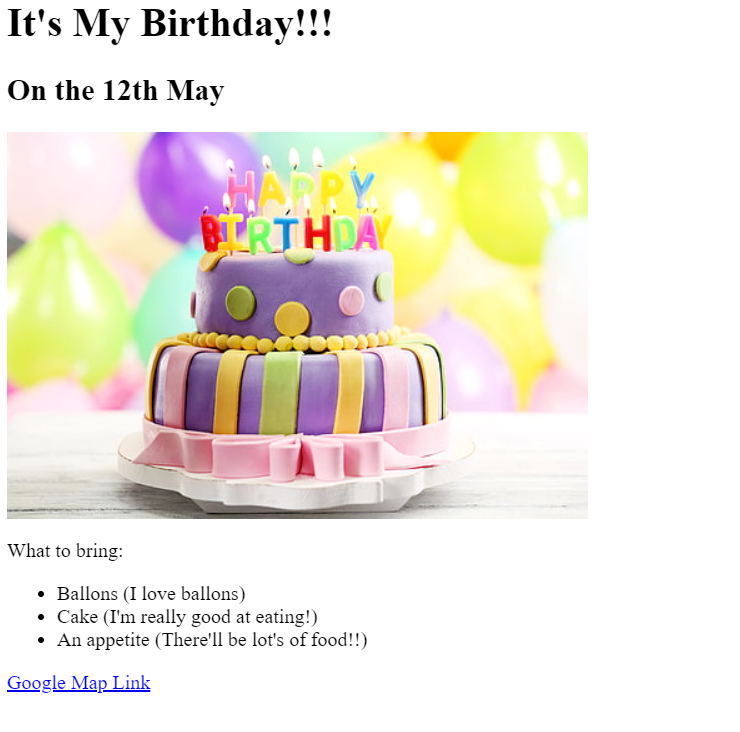 It's My Birthday!!!
On the 12th May
HAPPY
BIRTHDAY
What to bring:
Ballons (I love ballons)
Cake (I'm really good at eating!)
An appetite (There'll be lot's of food!!)
Google Map Link